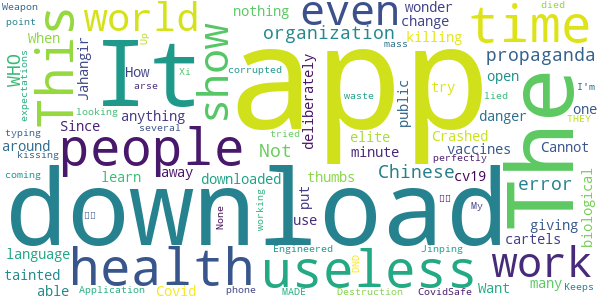 Weapon
died
point
world
even
wonder
time
nothing
change
Up
organization
killing
When
This
It
show
app
WHO
Jahangir
How
Xi
mass
propaganda
expectations
arse
corrupted
open
I'm
looking
anything
deliberately
waste
lied
try
THEY
typing
Since
several
tried
public
elite
Crashed
danger
one
The
around
people
Not
minute
vaccines
Cannot
kissing
perfectly
coming
learn
away
thumbs
Chinese
cv19
error
biological
downloaded
put
download
None
use
working
My
giving
cartels
language
health
useless
work
Engineered
Jinping
DND
tainted
Want
many
Keeps
able
Application
Covid
phone
MADE
Destruction
CovidSafe